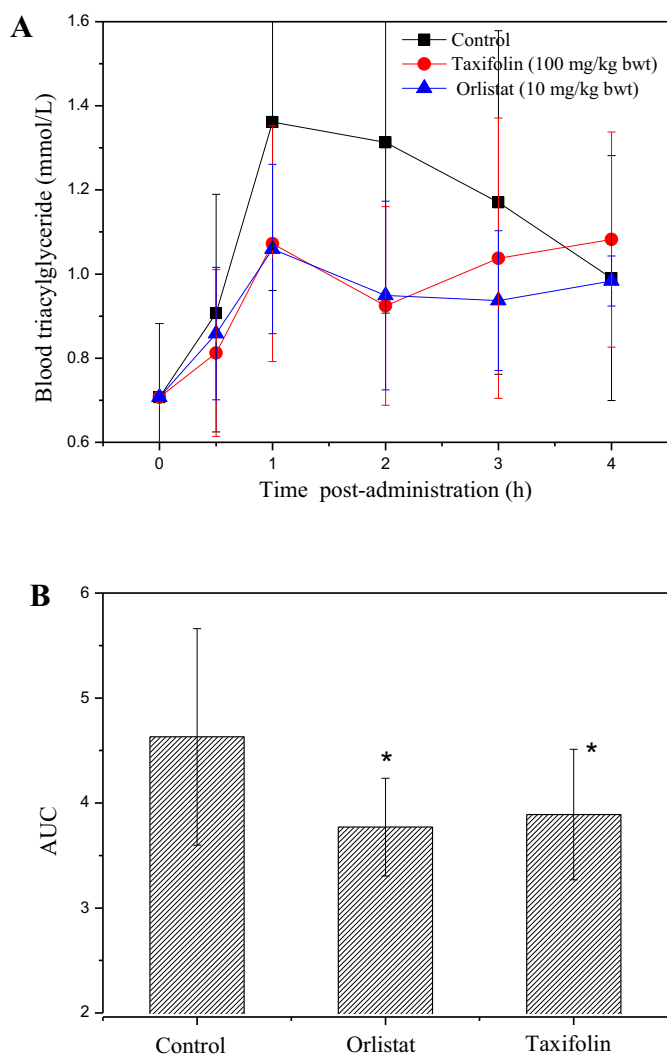 A
Control
Taxifolin (100 mg/kg bwt)
Orlistat (10 mg/kg bwt)
Blood triacylglyceride (mmol/L)
1.6
1.4
1.2
1.0
0.8
0.6
0 1 2 3 4
Time post-administration (h)
B
AUC
6
5
4
3
2
* *
Control Orlistat Taxifolin